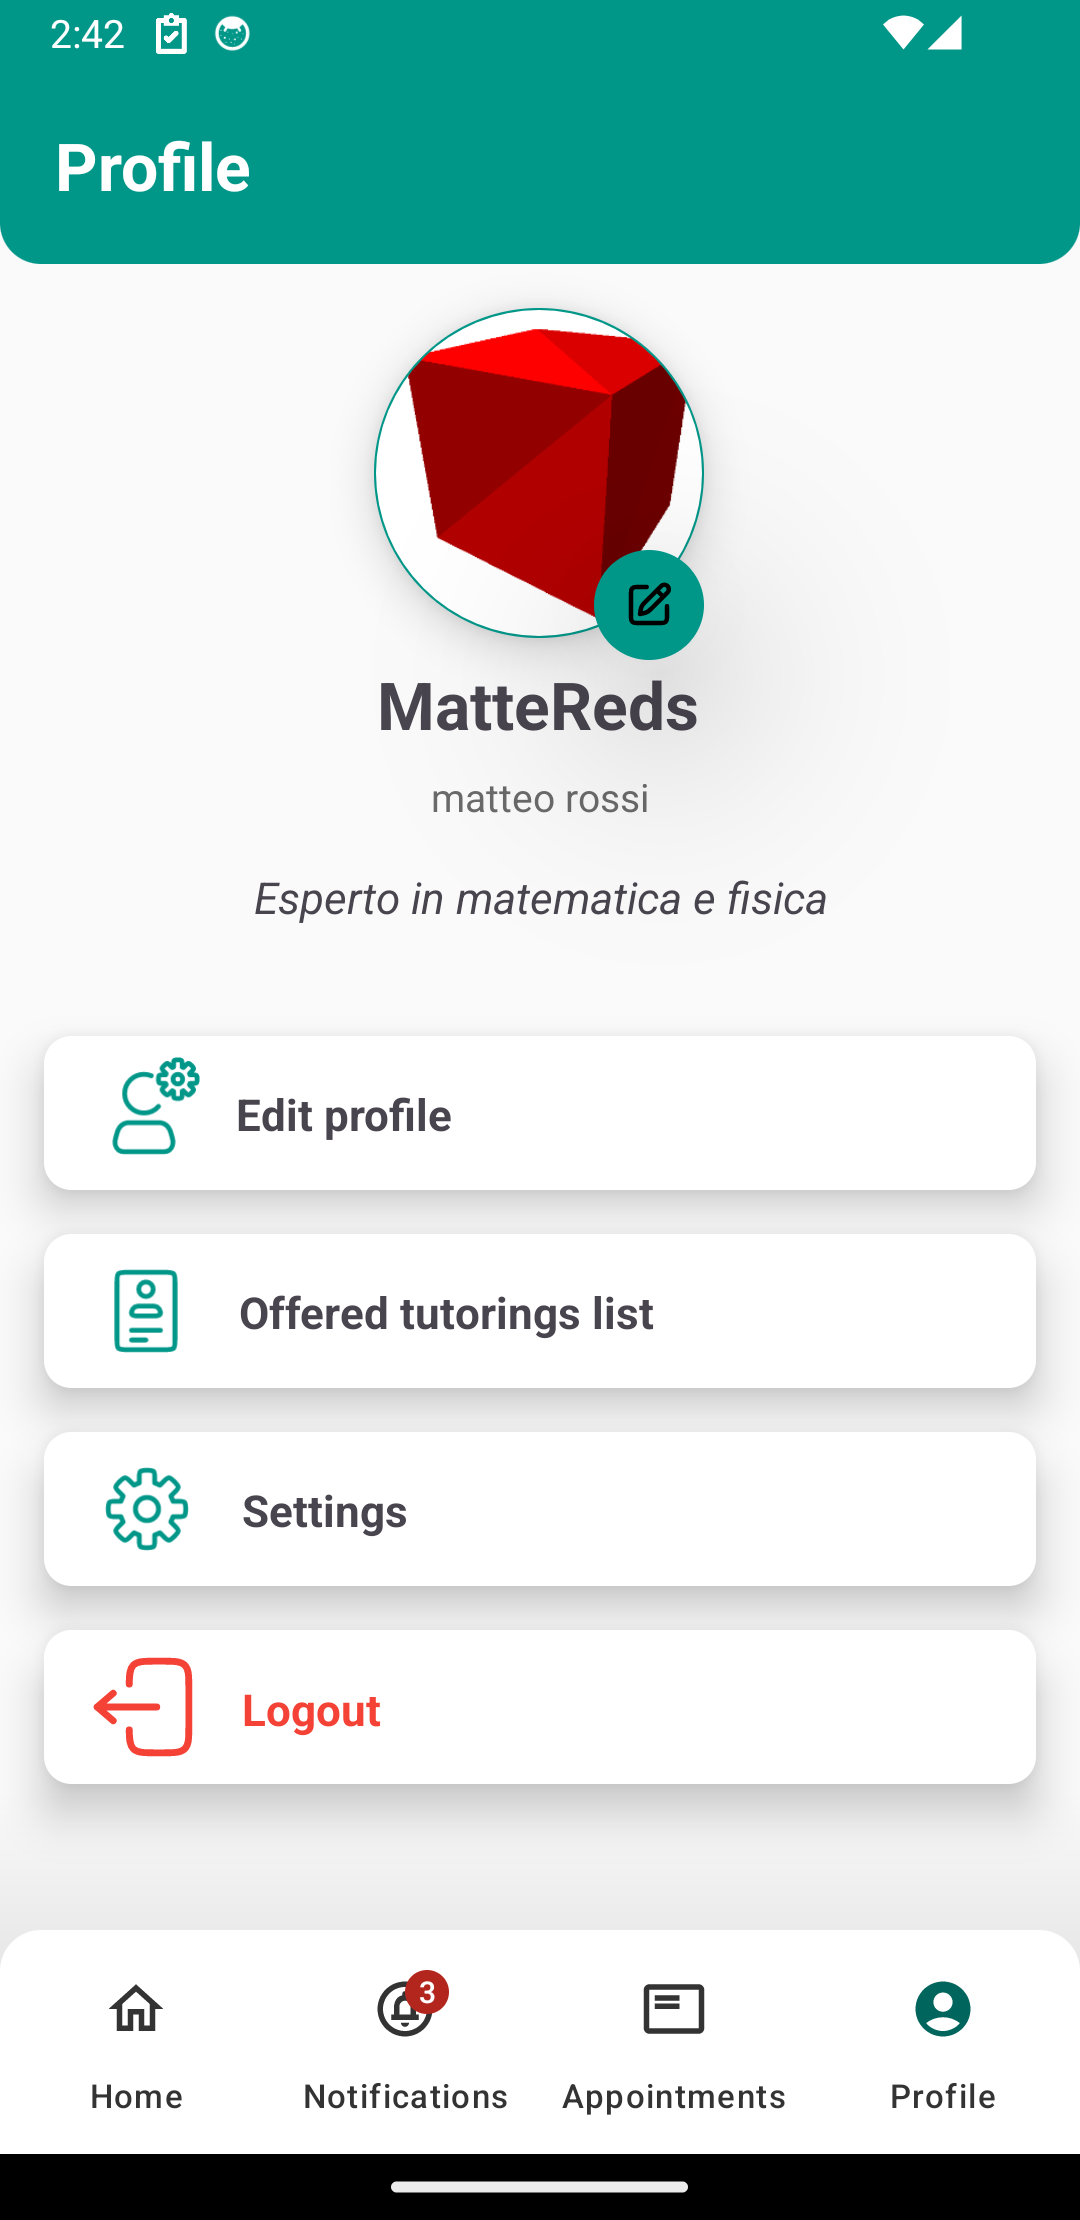 2:42
Profile
MatteReds
matteo rossi
Esperto in matematica e fisica
Edit profile
Offered tutorings list
Settings
Logout
3
Home
Notifications
Appointments
Profile